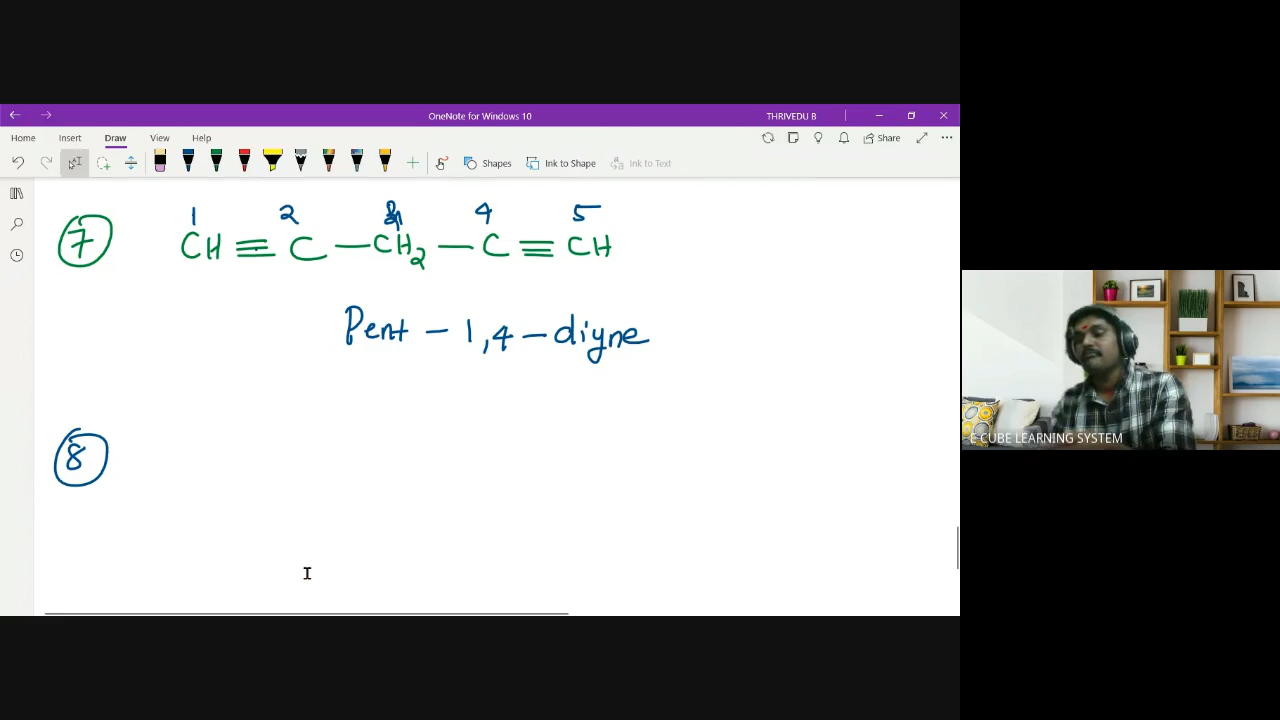 OneNote for Windows 10
THRIVEDU B
Home Insert Draw View Help
Share
Shapes
Ink to Shape
Ink to Text
7
1 2 4 5
CH ≡ C — CH₂ — C ≡ CH
Pent – 1,4 – diyne
8
E CUBE LEARNING SYSTEM